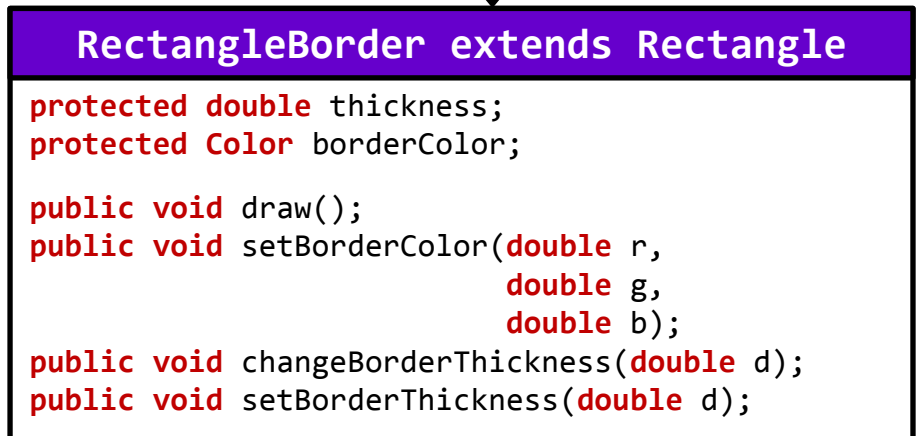 RectangleBorder extends Rectangle
protected double thickness;
protected Color borderColor;
public void draw();
public void setBorderColor(double r,
double g,
double b);
public void changeBorderThickness(double d);
public void setBorderThickness(double d);